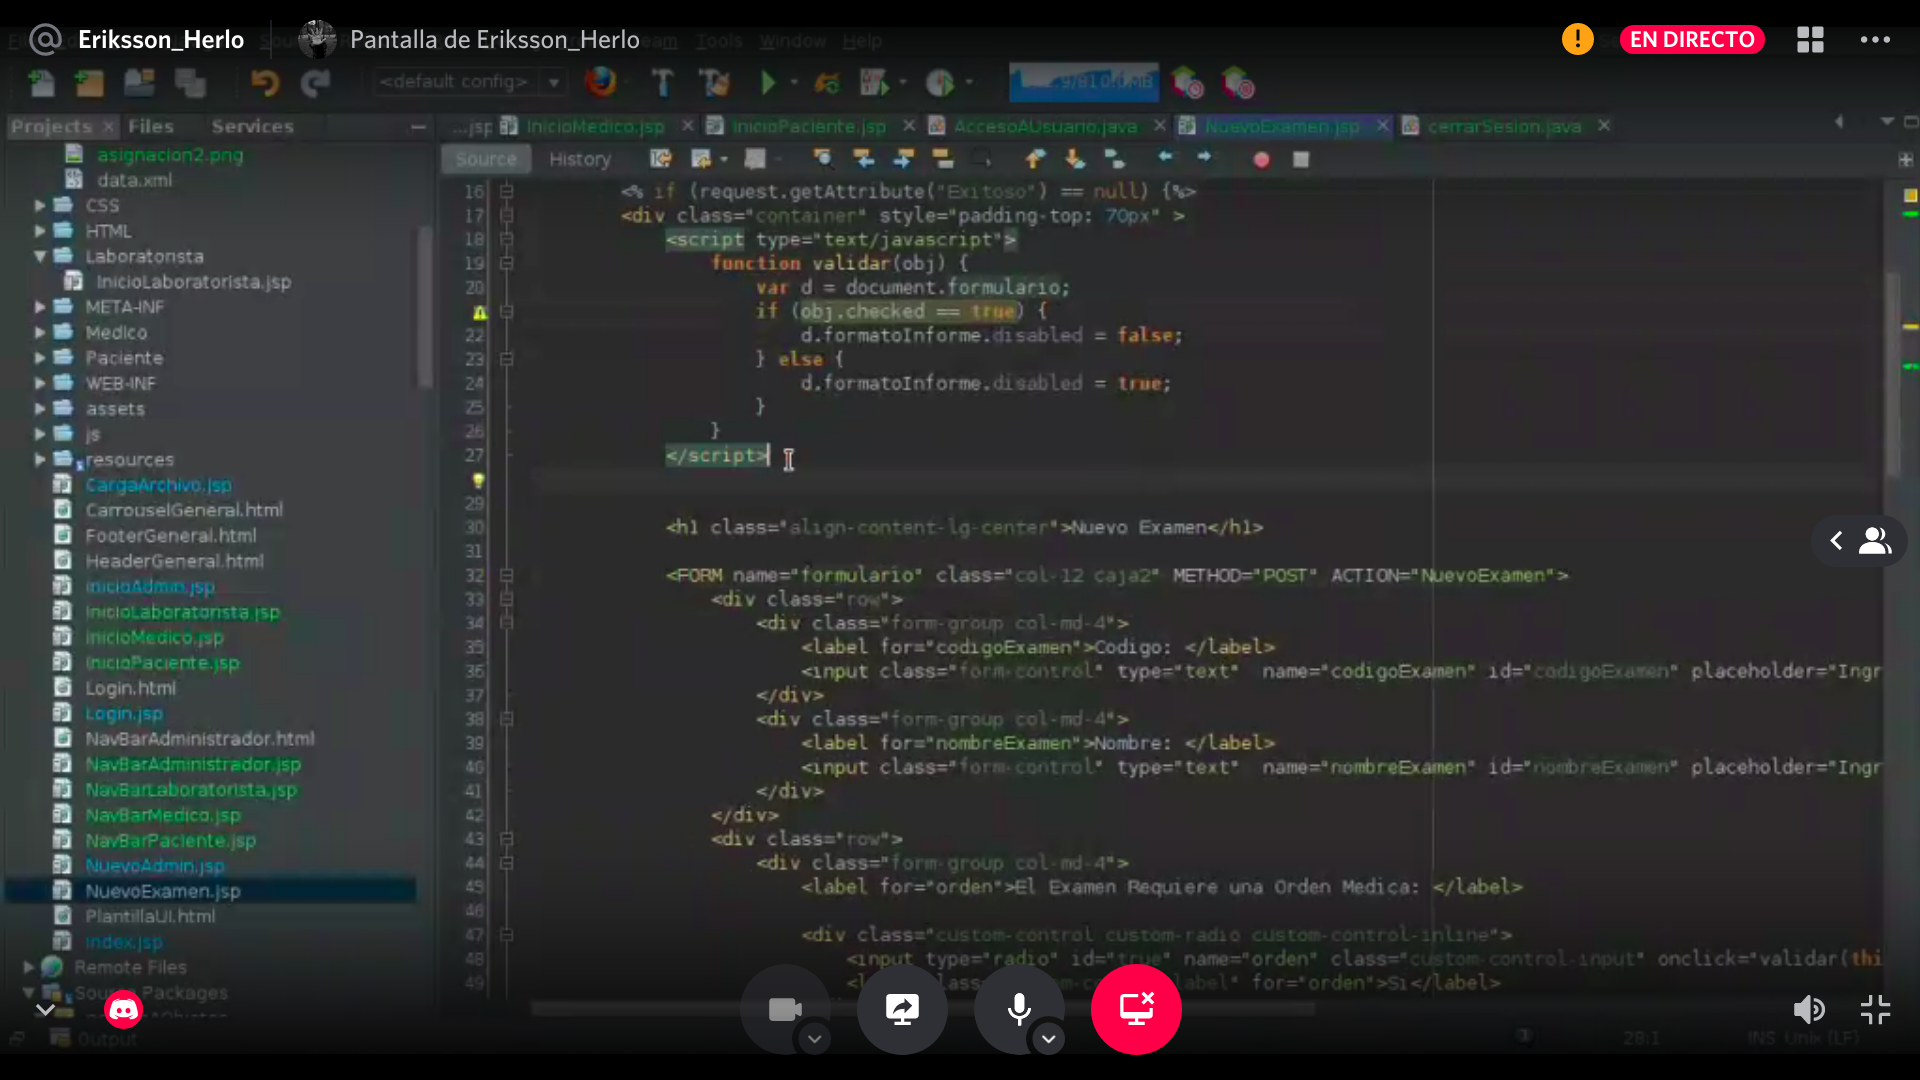 Eriksson_Herlo
Pantalla de Eriksson_Herlo
EN DIRECTO
Tools Window Help
<default config>
Projects
Files
Services
...jsp
InicioMedico.jsp
InicioPaciente.jsp
AccesoAUsuario.java
NuevoExamen.jsp
cerrarSesion.java
Source
History
asignacion2.png
data.xml
CSS
HTML
Laboratorista
InicioLaboratorista.jsp
META-INF
Medico
Paciente
WEB-INF
assets
js
resources
CargaArchivo.jsp
CarrouselGeneral.html
FooterGeneral.html
HeaderGeneral.html
InicioAdmin.jsp
InicioLaboratorista.jsp
InicioMedico.jsp
InicioPaciente.jsp
Login.html
Login.jsp
NavBarAdministrador.html
NavBarAdministrador.jsp
NavBarLaboratorista.jsp
NavBarMedico.jsp
NavBarPaciente.jsp
NuevoAdmin.jsp
NuevoExamen.jsp
PlantillaUI.html
index.jsp
Remote Files
Source Packages
Output
16 <% if (request.getAttribute("Exitoso") == null) {%>
17 <div class="container" style="padding-top: 70px" >
18 <script type="text/javascript">
19 function validar(obj) {
20 var d = document.formulario;
if (obj.checked == true) {
22 d.formatoInforme.disabled = false;
23 } else {
24 d.formatoInforme.disabled = true;
25 }
26 }
27 </script>
29
30 <h1 class="align-content-lg-center">Nuevo Examen</h1>
31
32 <FORM name="formulario" class="col-12 caja2" METHOD="POST" ACTION="NuevoExamen">
33 <div class="row">
34 <div class="form-group col-md-4">
35 <label for="codigoExamen">Codigo: </label>
36 <input class="form-control" type="text" name="codigoExamen" id="codigoExamen" placeholder="Ingr
37 </div>
38 <div class="form-group col-md-4">
39 <label for="nombreExamen">Nombre: </label>
40 <input class="form-control" type="text" name="nombreExamen" id="nombreExamen" placeholder="Ingr
41 </div>
42 </div>
43 <div class="row">
44 <div class="form-group col-md-4">
45 <label for="orden">El Examen Requiere una Orden Medica: </label>
46
47 <div class="custom-control custom-radio custom-control-inline">
48 <input type="radio" id="true" name="orden" class="custom-control-input" onclick="validar(thi
49 for="orden">Si</label>
28:1
INS Unix (LF)